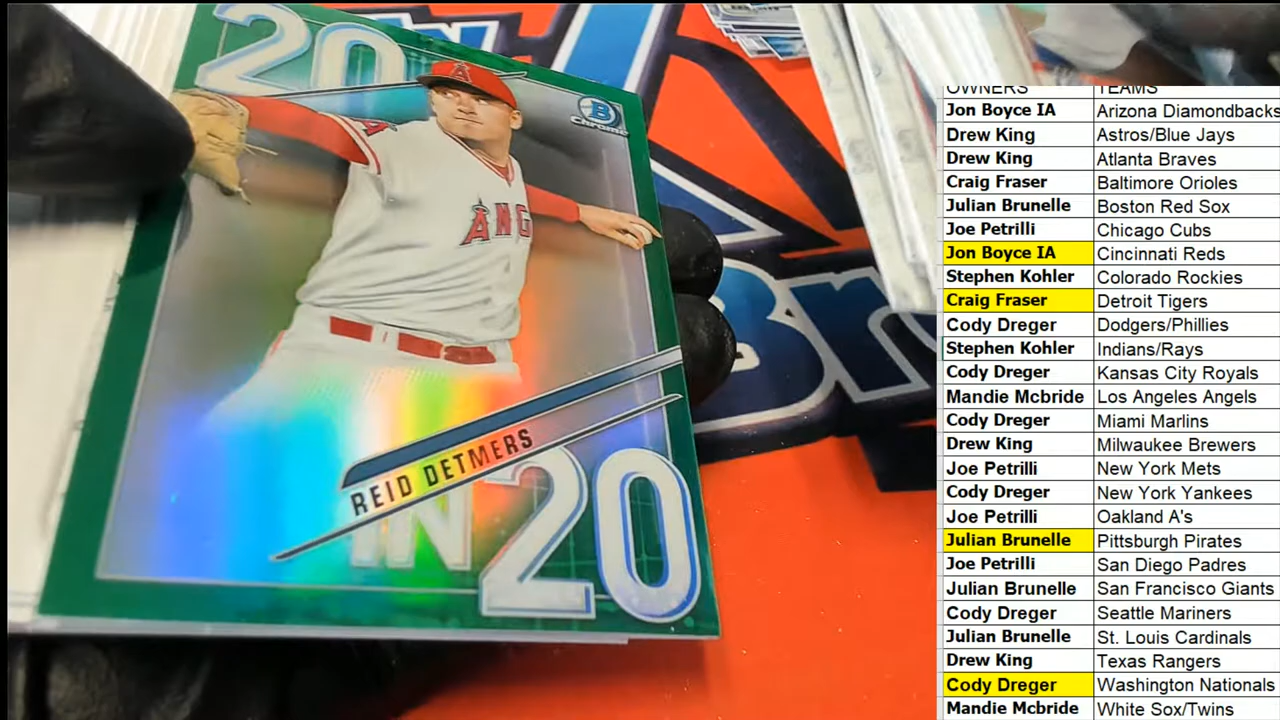 20
B
Chrome
A
A
ANG
REID DETMERS
IN 20
Br
OWNERS TEAMS
Jon Boyce IA Arizona Diamondbacks
Drew King Astros/Blue Jays
Drew King Atlanta Braves
Craig Fraser Baltimore Orioles
Julian Brunelle Boston Red Sox
Joe Petrilli Chicago Cubs
Jon Boyce IA Cincinnati Reds
Stephen Kohler Colorado Rockies
Craig Fraser Detroit Tigers
Cody Dreger Dodgers/Phillies
Stephen Kohler Indians/Rays
Cody Dreger Kansas City Royals
Mandie Mcbride Los Angeles Angels
Cody Dreger Miami Marlins
Drew King Milwaukee Brewers
Joe Petrilli New York Mets
Cody Dreger New York Yankees
Joe Petrilli Oakland A's
Julian Brunelle Pittsburgh Pirates
Joe Petrilli San Diego Padres
Julian Brunelle San Francisco Giants
Cody Dreger Seattle Mariners
Julian Brunelle St. Louis Cardinals
Drew King Texas Rangers
Cody Dreger Washington Nationals
Mandie Mcbride White Sox/Twins